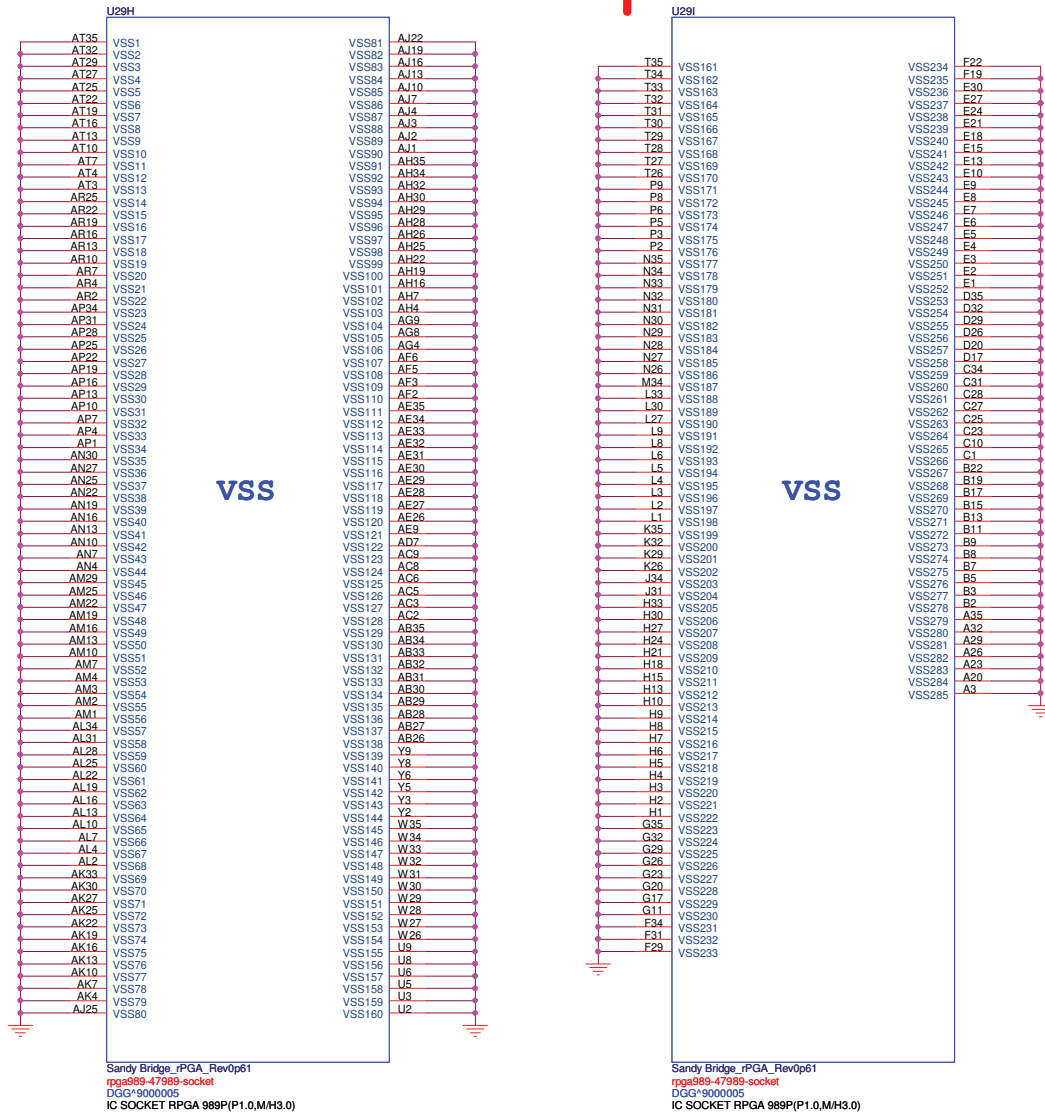 U29H
AT35 VSS1
AT32 VSS2
AT29 VSS3
AT27 VSS4
AT25 VSS5
AT22 VSS6
AT19 VSS7
AT16 VSS8
AT13 VSS9
AT10 VSS10
AT7 VSS11
AT4 VSS12
AT3 VSS13
AR25 VSS14
AR22 VSS15
AR19 VSS16
AR16 VSS17
AR13 VSS18
AR10 VSS19
AR7 VSS20
AR4 VSS21
AR2 VSS22
AP34 VSS23
AP31 VSS24
AP28 VSS25
AP25 VSS26
AP22 VSS27
AP19 VSS28
AP16 VSS29
AP13 VSS30
AP10 VSS31
AP7 VSS32
AP4 VSS33
AP1 VSS34
AN30 VSS35
AN27 VSS36
AN25 VSS37
AN22 VSS38
AN19 VSS39
AN16 VSS40
AN13 VSS41
AN10 VSS42
AN7 VSS43
AN4 VSS44
AM29 VSS45
AM25 VSS46
AM22 VSS47
AM19 VSS48
AM16 VSS49
AM13 VSS50
AM10 VSS51
AM7 VSS52
AM4 VSS53
AM3 VSS54
AM2 VSS55
AM1 VSS56
AL34 VSS57
AL31 VSS58
AL28 VSS59
AL25 VSS60
AL22 VSS61
AL19 VSS62
AL16 VSS63
AL13 VSS64
AL10 VSS65
AL7 VSS66
AL4 VSS67
AL2 VSS68
AK33 VSS69
AK30 VSS70
AK27 VSS71
AK25 VSS72
AK22 VSS73
AK19 VSS74
AK16 VSS75
AK13 VSS76
AK10 VSS77
AK7 VSS78
AK4 VSS79
AJ25 VSS80
VSS
VSS81 AJ22
VSS82 AJ19
VSS83 AJ16
VSS84 AJ13
VSS85 AJ10
VSS86 AJ7
VSS87 AJ4
VSS88 AJ3
VSS89 AJ2
VSS90 AJ1
VSS91 AH35
VSS92 AH34
VSS93 AH32
VSS94 AH30
VSS95 AH29
VSS96 AH28
VSS97 AH26
VSS98 AH25
VSS99 AH22
VSS100 AH19
VSS101 AH16
VSS102 AH7
VSS103 AH4
VSS104 AG9
VSS105 AG8
VSS106 AG4
VSS107 AF6
VSS108 AF5
VSS109 AF3
VSS110 AF2
VSS111 AE35
VSS112 AE34
VSS113 AE33
VSS114 AE32
VSS115 AE31
VSS116 AE30
VSS117 AE29
VSS118 AE28
VSS119 AE27
VSS120 AE26
VSS121 AE9
VSS122 AD7
VSS123 AC9
VSS124 AC8
VSS125 AC6
VSS126 AC5
VSS127 AC3
VSS128 AC2
VSS129 AB35
VSS130 AB34
VSS131 AB33
VSS132 AB32
VSS133 AB31
VSS134 AB30
VSS135 AB29
VSS136 AB28
VSS137 AB27
VSS138 AB26
VSS139 Y9
VSS140 Y8
VSS141 Y6
VSS142 Y5
VSS143 Y3
VSS144 Y2
VSS145 W35
VSS146 W34
VSS147 W33
VSS148 W32
VSS149 W31
VSS150 W30
VSS151 W29
VSS152 W28
VSS153 W27
VSS154 W26
VSS155 U9
VSS156 U8
VSS157 U6
VSS158 U5
VSS159 U3
VSS160 U2
Sandy Bridge_rPGA_Rev0p61
rpga989-47989-socket
DGG^9000005
IC SOCKET RPGA 989P(P1.0,M/H3.0)
U29I
T35 VSS161
T34 VSS162
T33 VSS163
T32 VSS164
T31 VSS165
T30 VSS166
T29 VSS167
T28 VSS168
T27 VSS169
T26 VSS170
P9 VSS171
P8 VSS172
P6 VSS173
P5 VSS174
P3 VSS175
P2 VSS176
N35 VSS177
N34 VSS178
N33 VSS179
N32 VSS180
N31 VSS181
N30 VSS182
N29 VSS183
N28 VSS184
N27 VSS185
N26 VSS186
M34 VSS187
L33 VSS188
L30 VSS189
L27 VSS190
L9 VSS191
L8 VSS192
L6 VSS193
L5 VSS194
L4 VSS195
L3 VSS196
L2 VSS197
L1 VSS198
K35 VSS199
K32 VSS200
K29 VSS201
K26 VSS202
J34 VSS203
J31 VSS204
H33 VSS205
H30 VSS206
H27 VSS207
H24 VSS208
H21 VSS209
H18 VSS210
H15 VSS211
H13 VSS212
H10 VSS213
H9 VSS214
H8 VSS215
H7 VSS216
H6 VSS217
H5 VSS218
H4 VSS219
H3 VSS220
H2 VSS221
H1 VSS222
G35 VSS223
G32 VSS224
G29 VSS225
G26 VSS226
G23 VSS227
G20 VSS228
G17 VSS229
G11 VSS230
F34 VSS231
F31 VSS232
F29 VSS233
VSS
VSS234 F22
VSS235 F19
VSS236 E30
VSS237 E27
VSS238 E24
VSS239 E21
VSS240 E18
VSS241 E15
VSS242 E13
VSS243 E10
VSS244 E9
VSS245 E8
VSS246 E7
VSS247 E6
VSS248 E5
VSS249 E4
VSS250 E3
VSS251 E2
VSS252 E1
VSS253 D35
VSS254 D32
VSS255 D29
VSS256 D26
VSS257 D20
VSS258 D17
VSS259 C34
VSS260 C31
VSS261 C28
VSS262 C27
VSS263 C25
VSS264 C23
VSS265 C10
VSS266 C1
VSS267 B22
VSS268 B19
VSS269 B17
VSS270 B15
VSS271 B13
VSS272 B11
VSS273 B9
VSS274 B8
VSS275 B7
VSS276 B5
VSS277 B3
VSS278 B2
VSS279 A35
VSS280 A32
VSS281 A29
VSS282 A26
VSS283 A23
VSS284 A20
VSS285 A3
Sandy Bridge_rPGA_Rev0p61
rpga989-47989-socket
DGG^9000005
IC SOCKET RPGA 989P(P1.0,M/H3.0)